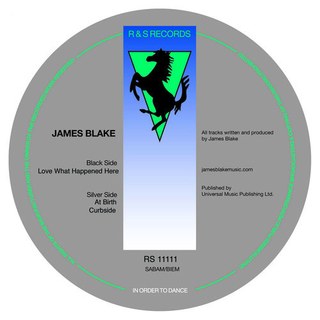 R & S RECORDS
JAMES BLAKE
Black Side
Love What Happened Here
Silver Side
At Birth
Curbside
All tracks written and produced
by James Blake
jamesblakemusic.com
Published by
Universal Music Publishing Ltd.
RS 11111
SABAM/BIEM
IN ORDER TO DANCE